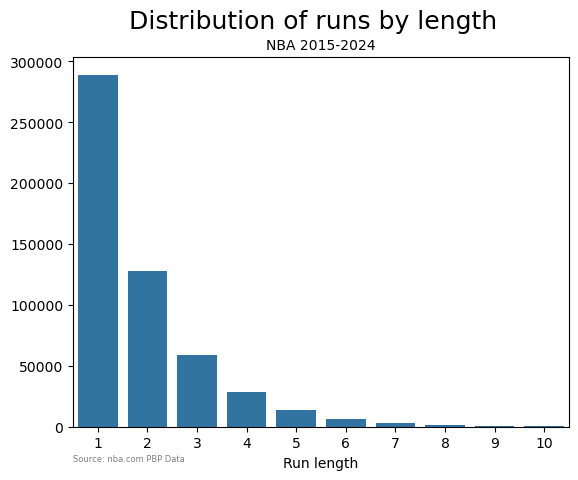 Distribution of runs by length
NBA 2015-2024
300000
250000
200000
150000
100000
50000
0
1 2 3 4 5 6 7 8 9 10
Source: nba.com PBP Data
Run length